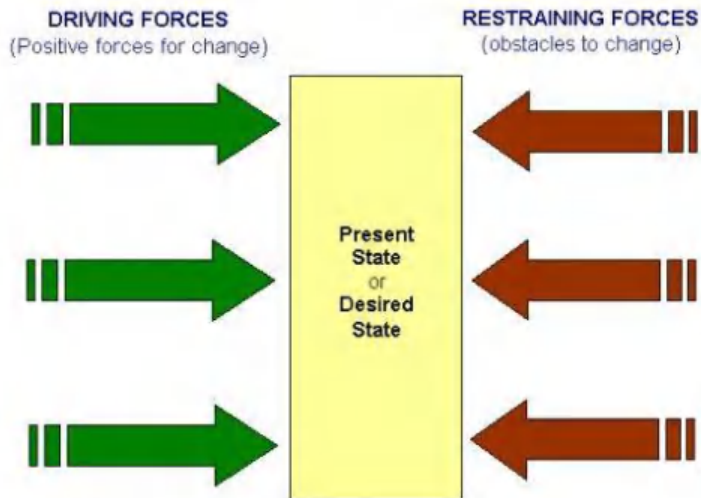 DRIVING FORCES
(Positive forces for change)
RESTRAINING FORCES
(obstacles to change)
Present
State
or
Desired
State